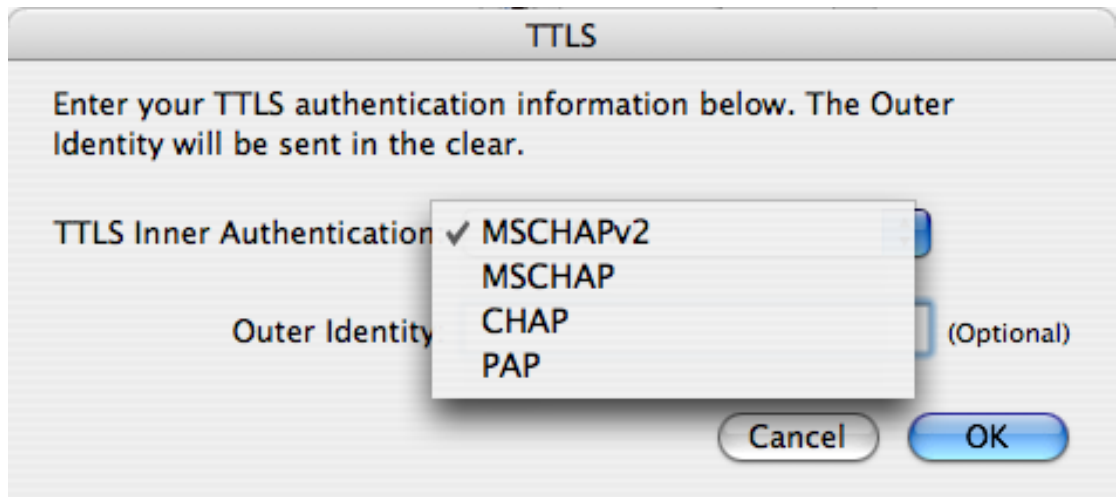 TTLS
Enter your TTLS authentication information below. The Outer
Identity will be sent in the clear.
TTLS Inner Authentication ✓ MSCHAPv2
MSCHAP
CHAP
Outer Identity (Optional)
PAP
Cancel OK